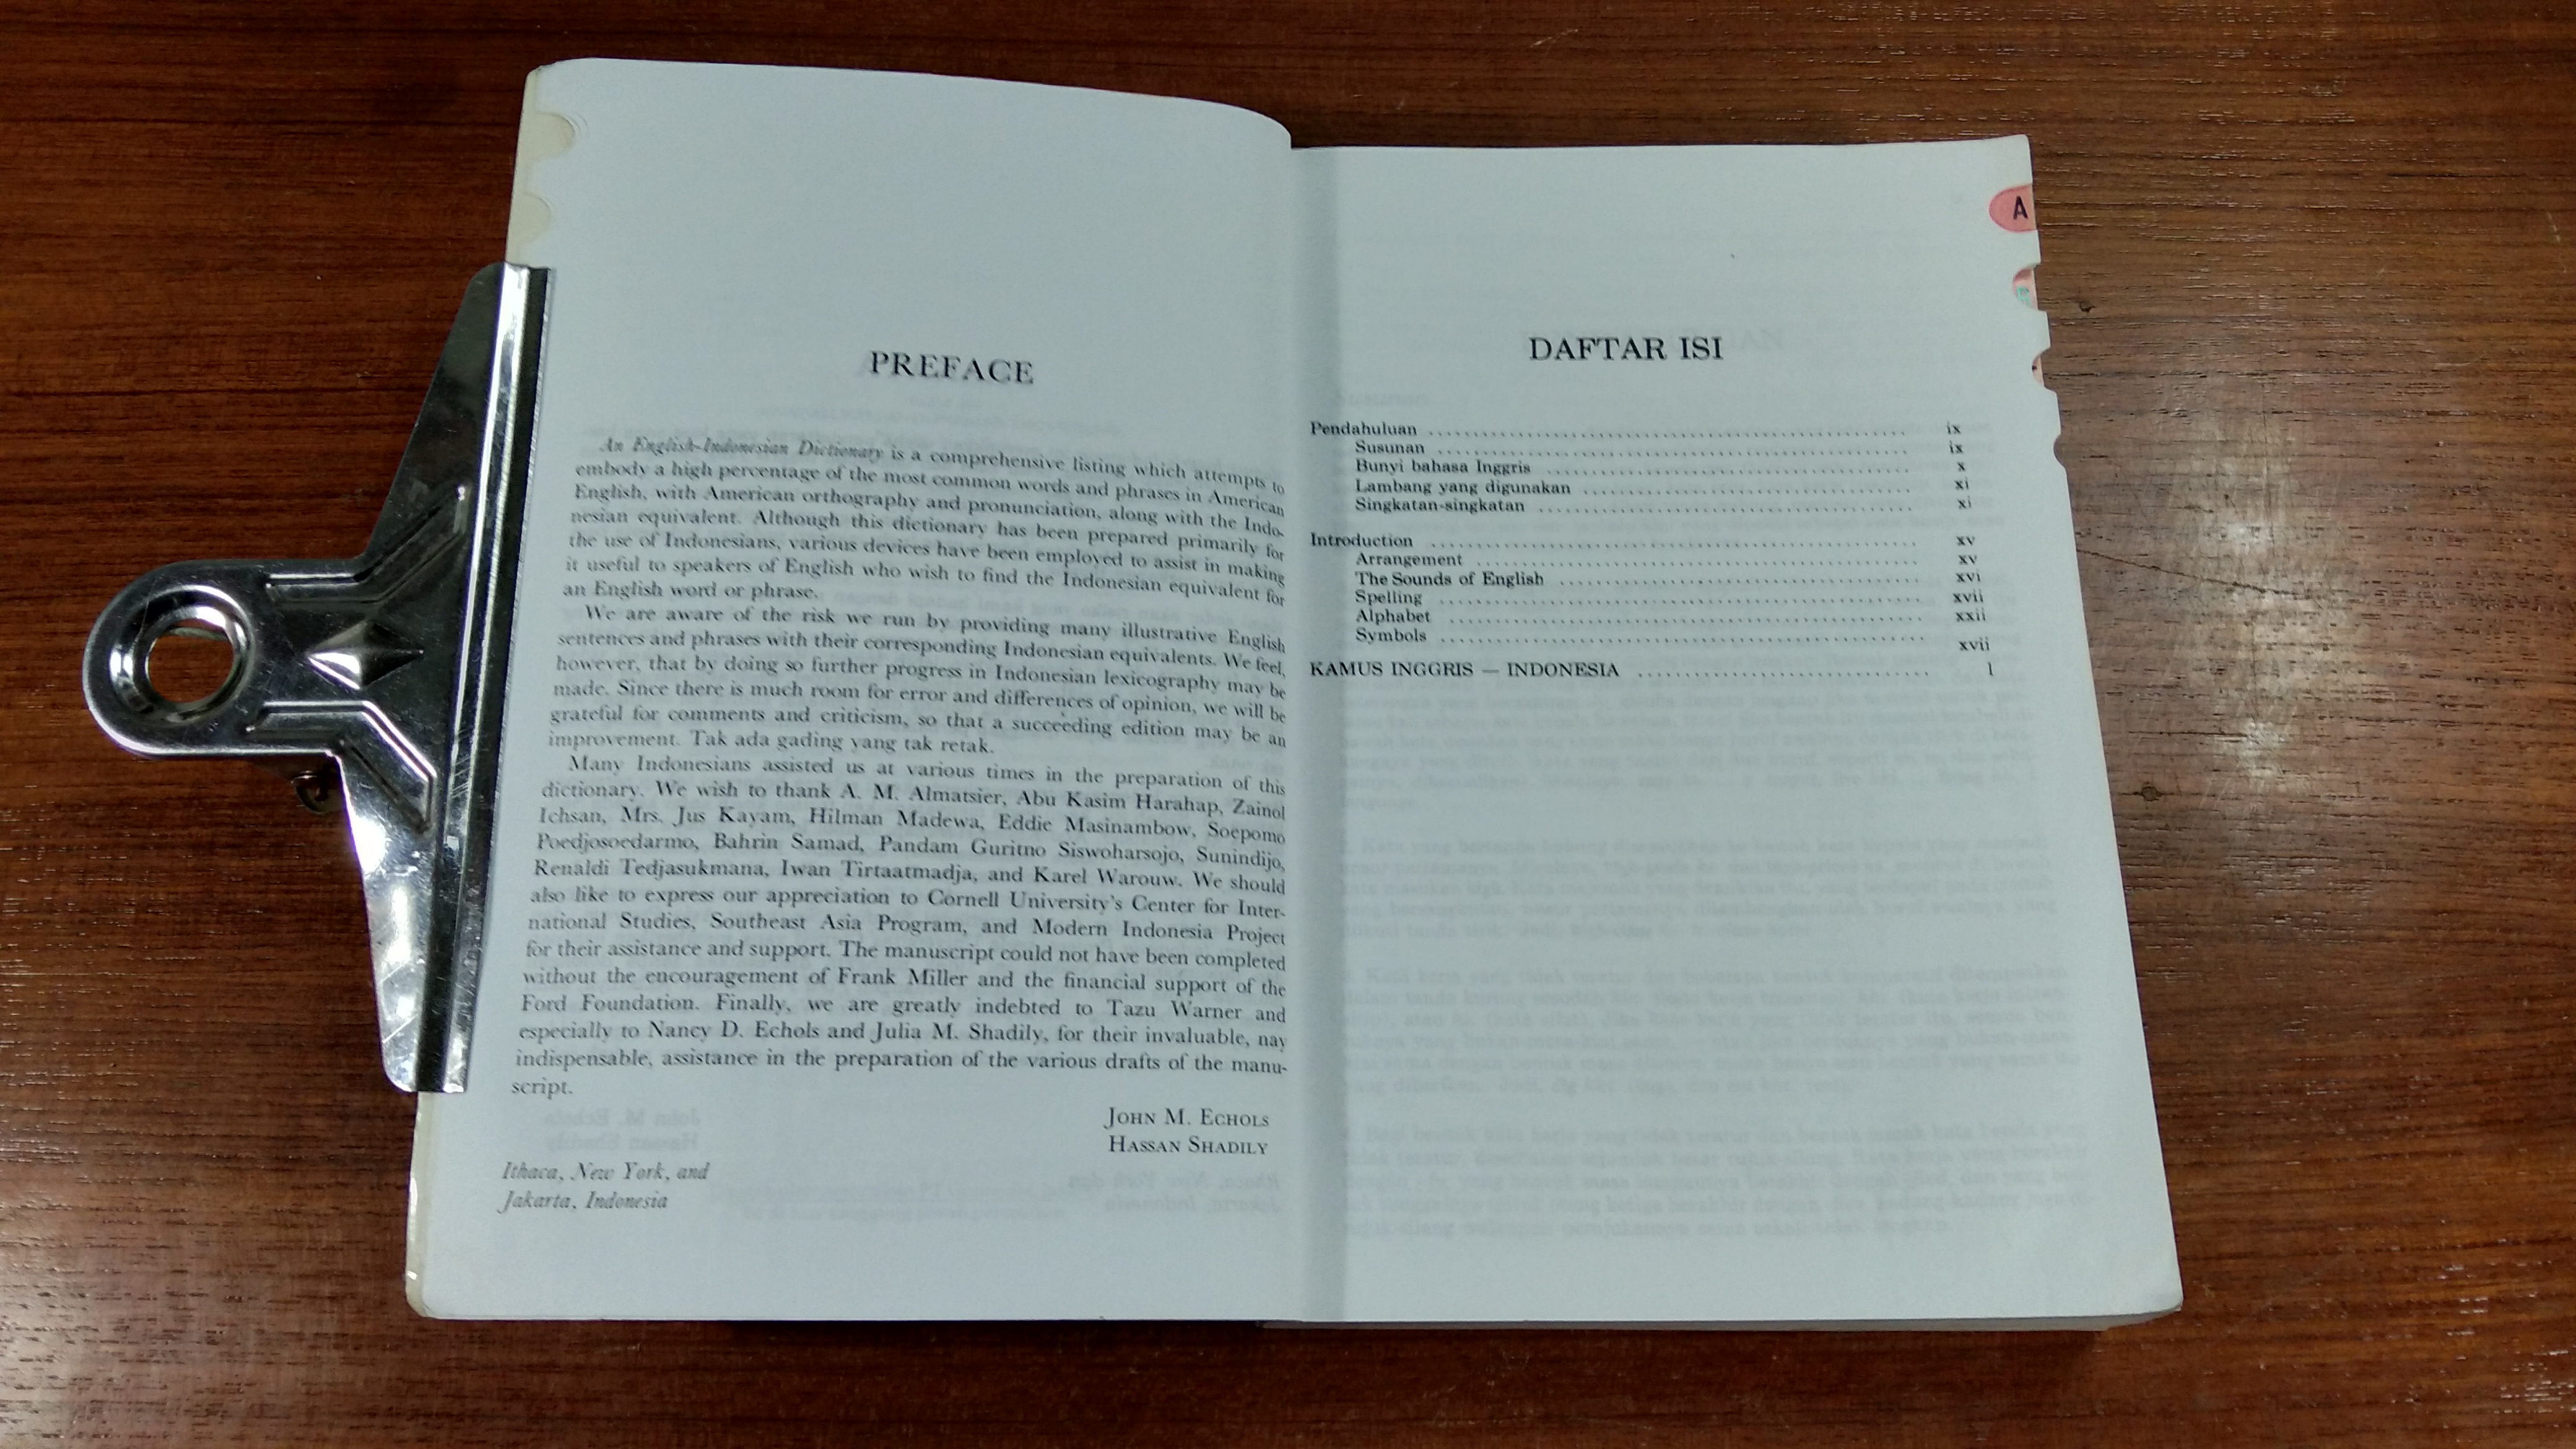 PREFACE
An English-Indonesian Dictionary is a comprehensive listing which attempts to
embody a high percentage of the most common words and phrases in American
English, with American orthography and pronunciation, along with the Indo-
nesian equivalent. Although this dictionary has been prepared primarily for
the use of Indonesians, various devices have been employed to assist in making
it useful to speakers of English who wish to find the Indonesian equivalent for
an English word or phrase.
We are aware of the risk we run by providing many illustrative English
sentences and phrases with their corresponding Indonesian equivalents. We feel,
however, that by doing so further progress in Indonesian lexicography may be
made. Since there is much room for error and differences of opinion, we will be
grateful for comments and criticism, so that a succeeding edition may be an
improvement. Tak ada gading yang tak retak.
Many Indonesians assisted us at various times in the preparation of this
dictionary. We wish to thank A. M. Almatsier, Abu Kasim Harahap, Zainol
Ichsan, Mrs. Jus Kayam, Hilman Madewa, Eddie Masinambow, Soepomo
Poedjosoedarmo, Bahrin Samad, Pandam Guritno Siswoharsojo, Sunindijo,
Renaldi Tedjasukmana, Iwan Tirtaatmadja, and Karel Warouw. We should
also like to express our appreciation to Cornell University's Center for Inter-
national Studies, Southeast Asia Program, and Modern Indonesia Project
for their assistance and support. The manuscript could not have been completed
without the encouragement of Frank Miller and the financial support of the
Ford Foundation. Finally, we are greatly indebted to Tazu Warner and
especially to Nancy D. Echols and Julia M. Shadily, for their invaluable, nay
indispensable, assistance in the preparation of the various drafts of the manu-
script.
JOHN M. ECHOLS
HASSAN SHADILY
Ithaca, New York, and
Jakarta, Indonesia
DAFTAR ISI
Pendahuluan ........ ix
Susunan ........ ix
Bunyi bahasa Inggris ........ x
Lambang yang digunakan ........ xi
Singkatan-singkatan ........ xi
Introduction ........ xv
Arrangement ........ xv
The Sounds of English ........ xvi
Spelling ........ xvii
Alphabet ........ xxii
Symbols ........ xvii
KAMUS INGGRIS — INDONESIA ........ 1
A